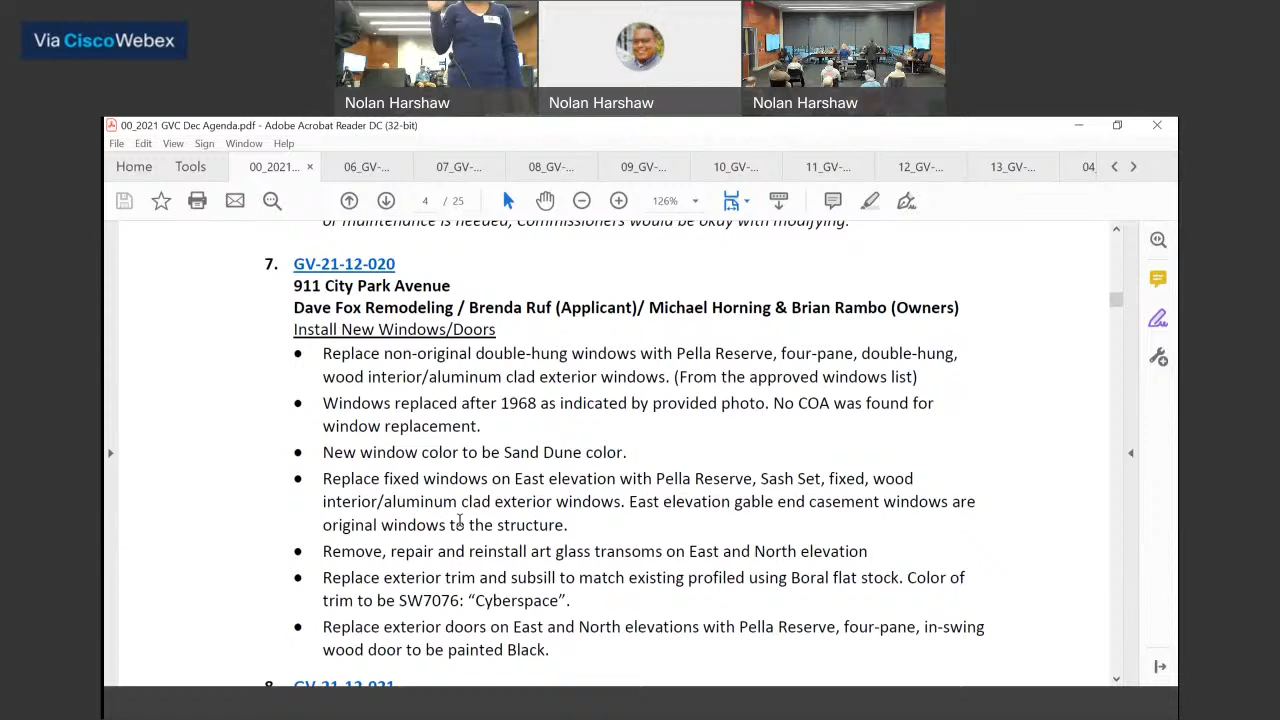 Via Cisco Webex
Nolan Harshaw
Nolan Harshaw
Nolan Harshaw
00_2021 GVC Dec Agenda.pdf - Adobe Acrobat Reader DC (32-bit)
File Edit View Sign Window Help
Home Tools 00_2021... × 06_GV-... 07_GV-... 08_GV-... 09_GV-... 10_GV-... 11_GV-... 12_GV-... 13_GV-... 04
4 / 25 126%
or maintenance is needed, Commissioners would be okay with modifying.
7. GV-21-12-020
911 City Park Avenue
Dave Fox Remodeling / Brenda Ruf (Applicant)/ Michael Horning & Brian Rambo (Owners)
Install New Windows/Doors
• Replace non-original double-hung windows with Pella Reserve, four-pane, double-hung,
wood interior/aluminum clad exterior windows. (From the approved windows list)
• Windows replaced after 1968 as indicated by provided photo. No COA was found for
window replacement.
• New window color to be Sand Dune color.
• Replace fixed windows on East elevation with Pella Reserve, Sash Set, fixed, wood
interior/aluminum clad exterior windows. East elevation gable end casement windows are
original windows to the structure.
• Remove, repair and reinstall art glass transoms on East and North elevation
• Replace exterior trim and subsill to match existing profiled using Boral flat stock. Color of
trim to be SW7076: “Cyberspace”.
• Replace exterior doors on East and North elevations with Pella Reserve, four-pane, in-swing
wood door to be painted Black.
8. GV-21-12-021